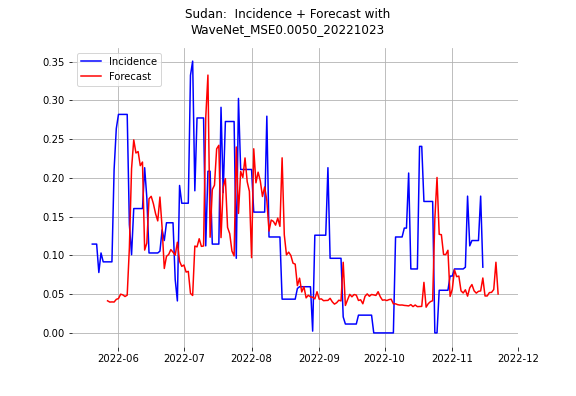 Sudan:  Incidence + Forecast with
WaveNet_MSE0.0050_20221023
Incidence
Forecast
0.35
0.30
0.25
0.20
0.15
0.10
0.05
0.00
2022-06 2022-07 2022-08 2022-09 2022-10 2022-11 2022-12